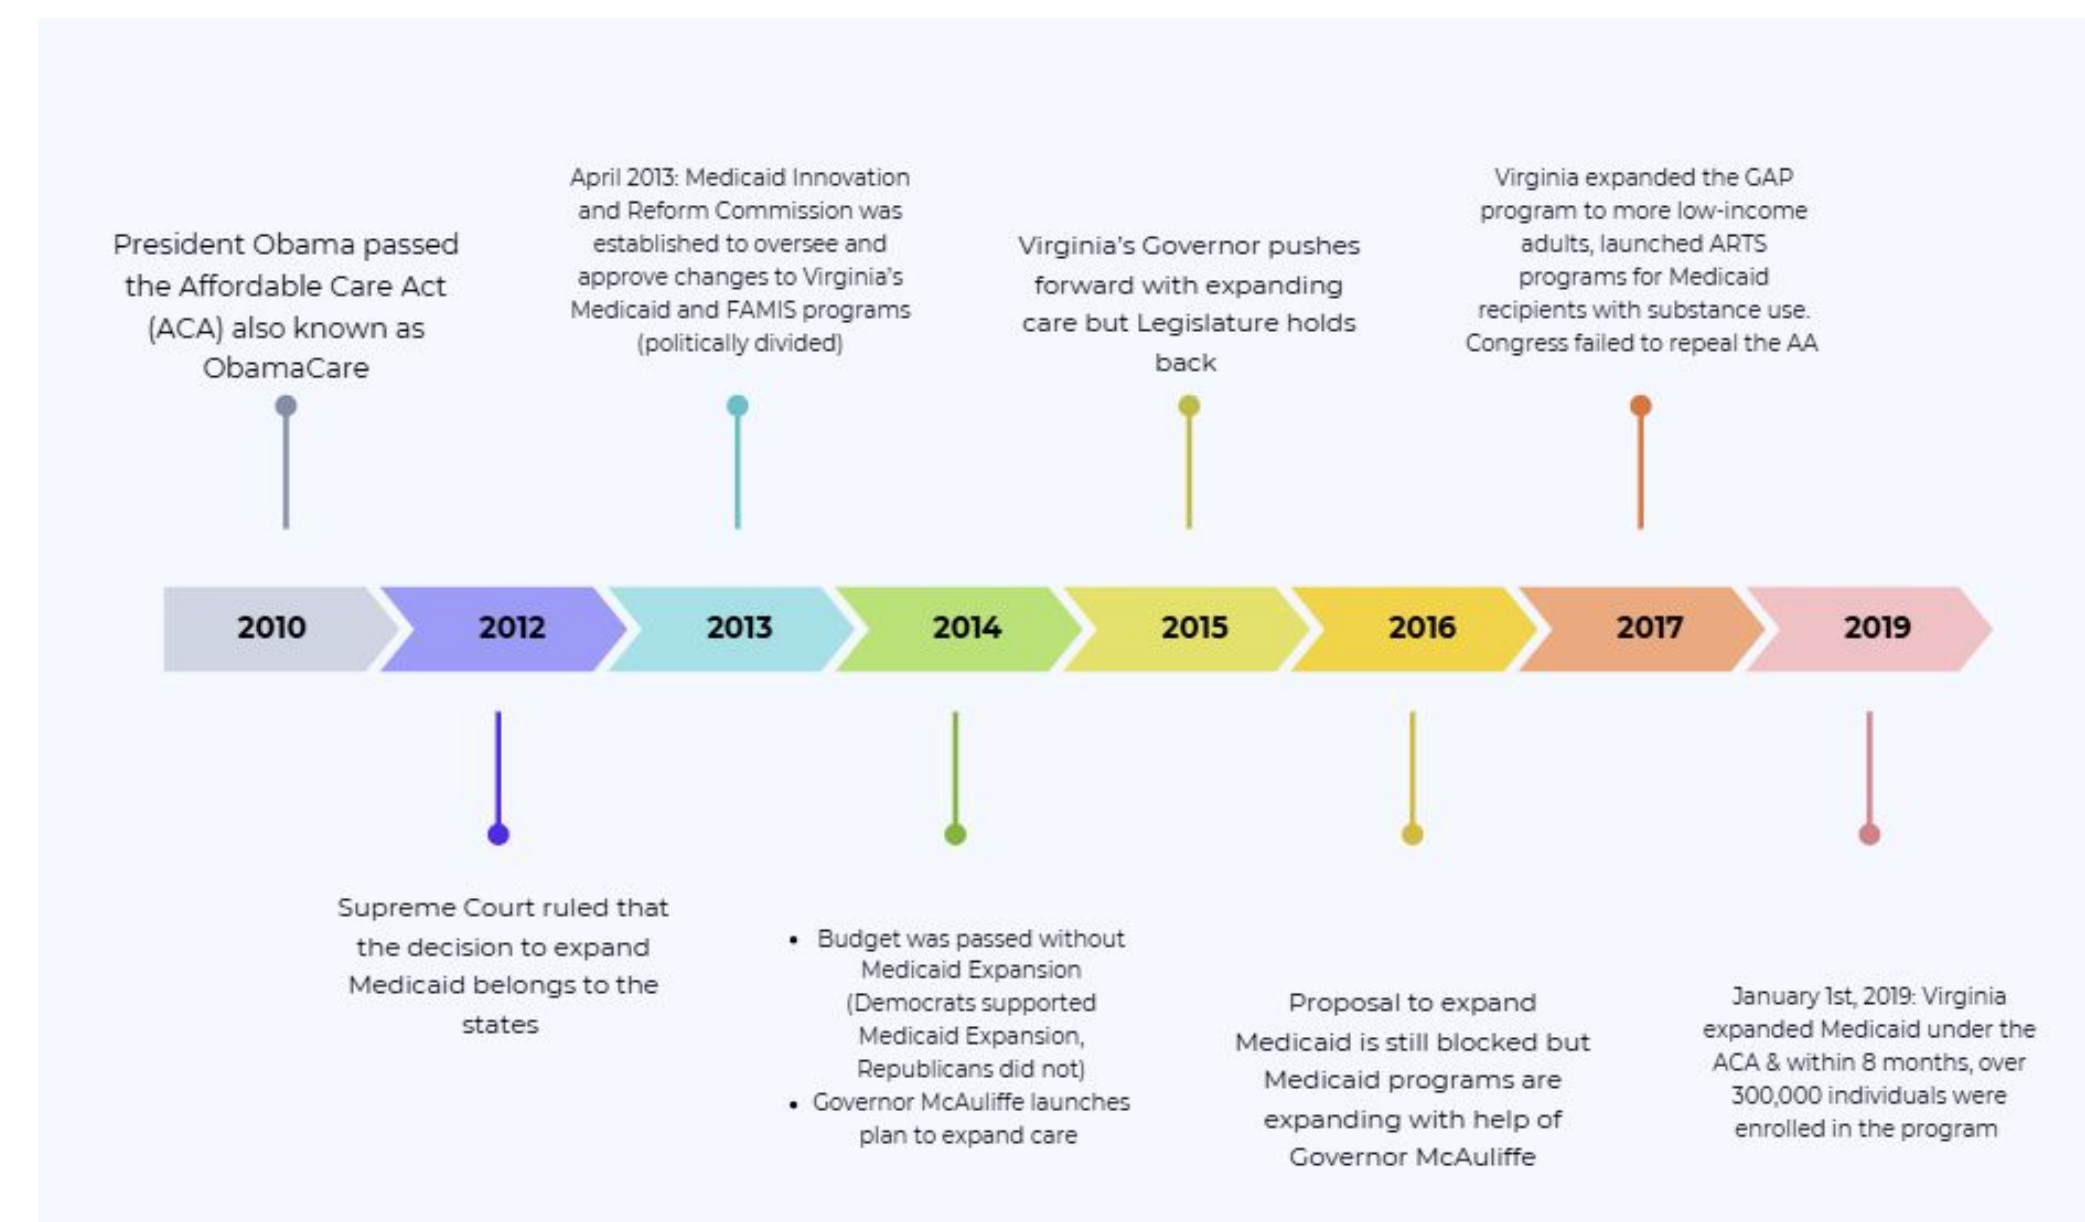 President Obama passed
the Affordable Care Act
(ACA) also known as
ObamaCare
April 2013: Medicaid Innovation
and Reform Commission was
established to oversee and
approve changes to Virginia's
Medicaid and FAMIS programs
(politically divided)
Virginia's Governor pushes
forward with expanding
care but Legislature holds
back
Virginia expanded the GAP
program to more low-income
adults, launched ARTS
programs for Medicaid
recipients with substance use.
Congress failed to repeal the AA
2010
2012
2013
2014
2015
2016
2017
2019
Supreme Court ruled that
the decision to expand
Medicaid belongs to the
states
• Budget was passed without
Medicaid Expansion
(Democrats supported
Medicaid Expansion,
Republicans did not)
• Governor McAuliffe launches
plan to expand care
Proposal to expand
Medicaid is still blocked but
Medicaid programs are
expanding with help of
Governor McAuliffe
January 1st, 2019: Virginia
expanded Medicaid under the
ACA & within 8 months, over
300,000 individuals were
enrolled in the program